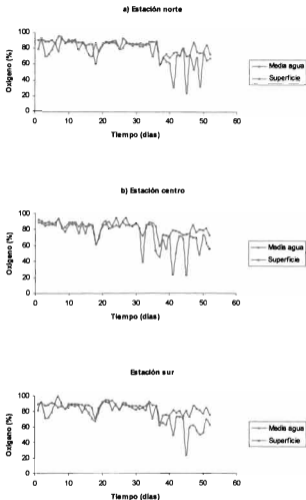 a) Estación norte
Oxígeno (%)
100
80
60
40
20
0
0 10 20 30 40 50 60
Tiempo (días)
Media agua
Superficie
b) Estación centro
Oxígeno (%)
100
80
60
40
20
0
0 10 20 30 40 50 60
Tiempo (días)
Media agua
Superficie
Estación sur
Oxígeno (%)
100
80
60
40
20
0
0 10 20 30 40 50 60
Tiempo (días)
Media agua
Superficie